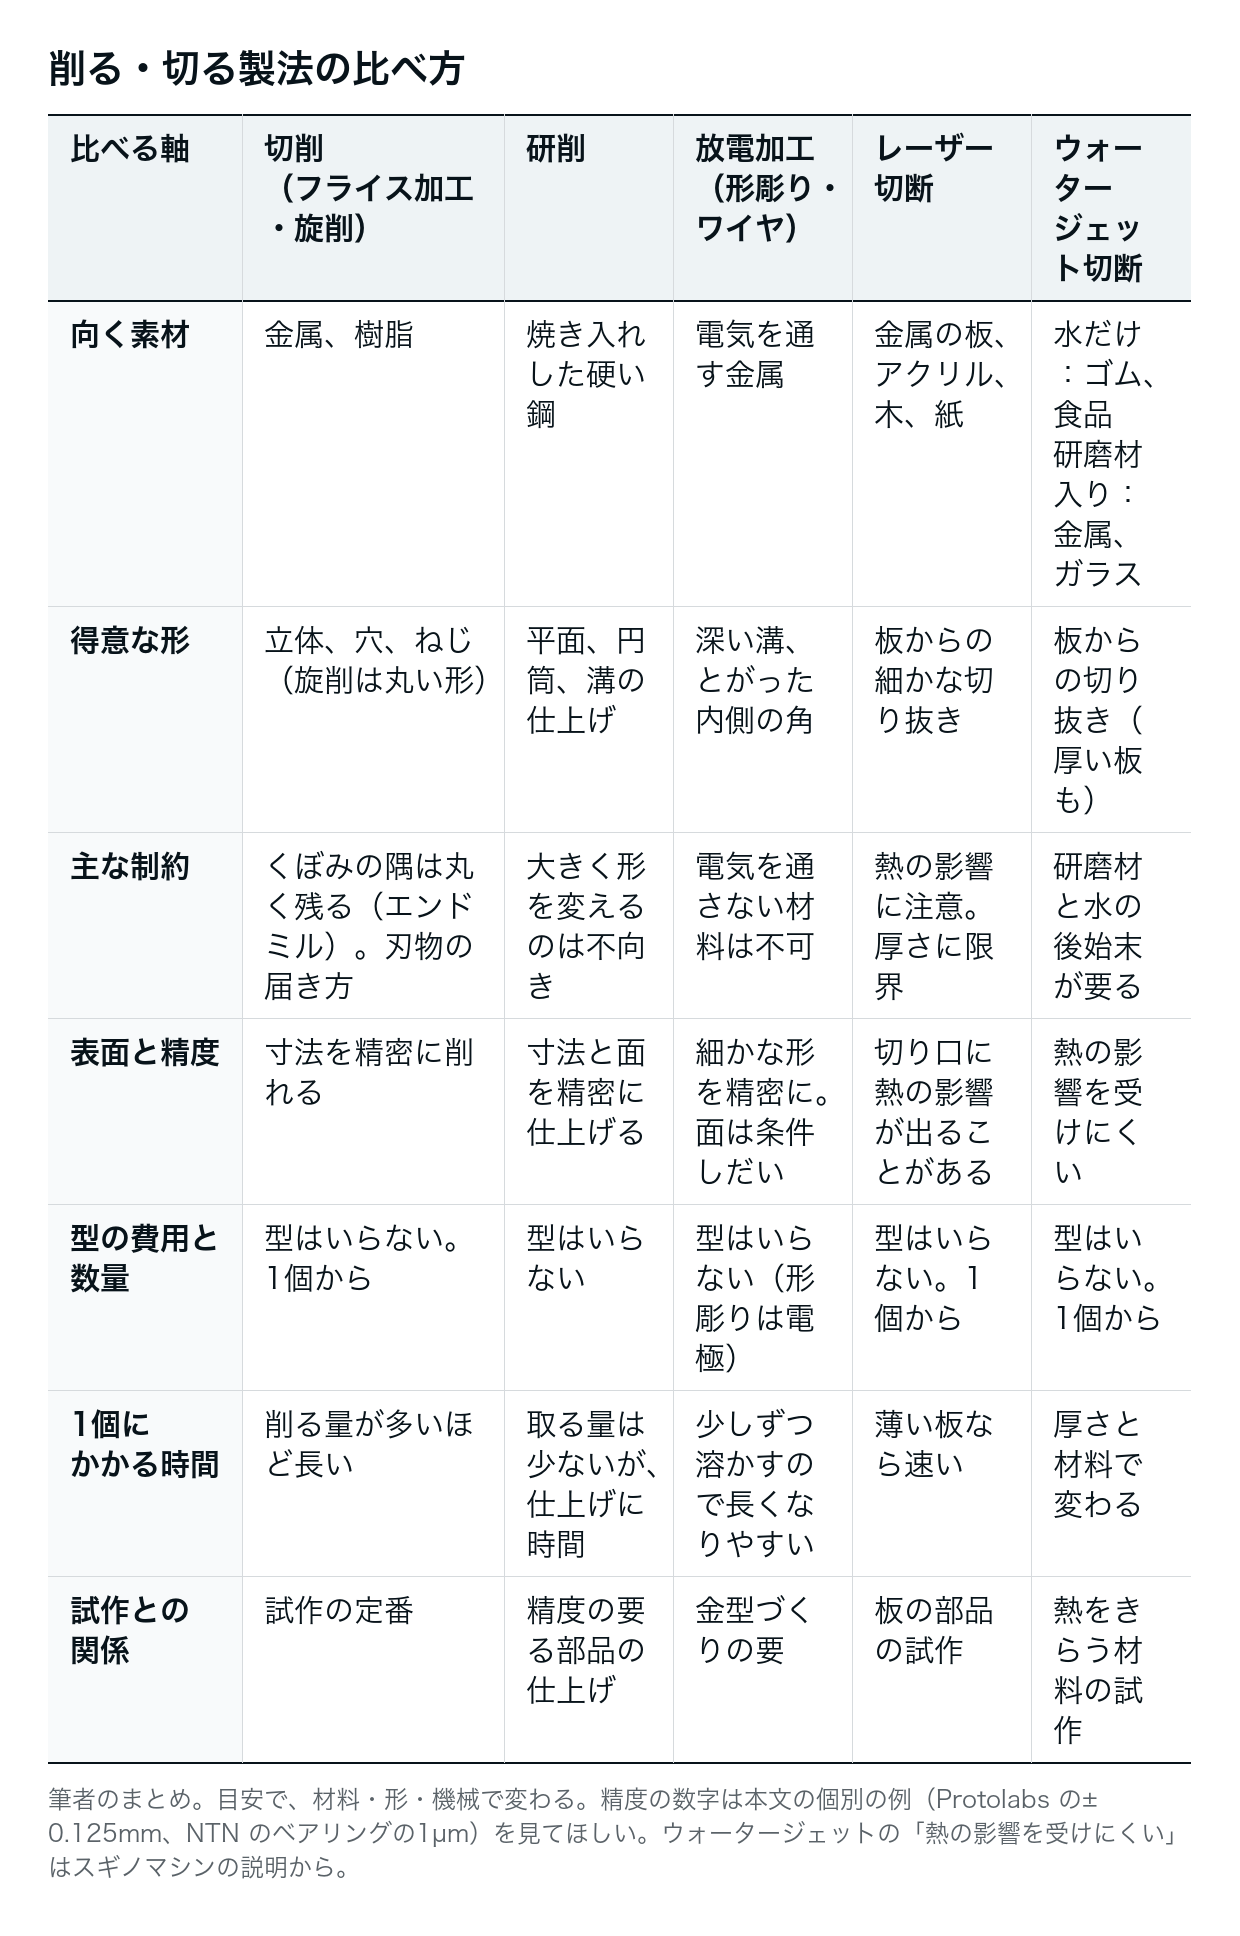 削る・切る製法の比べ方
比べる軸
切削
（フライス加工
・旋削）
研削
放電加工
（形彫り・
ワイヤ）
レーザー
切断
ウォー
ター
ジェッ
ト切断
向く素材
金属、樹脂
焼き入れ
した硬い
鋼
電気を通
す金属
金属の板、
アクリル、
木、紙
水だけ
：ゴム、
食品
研磨材
入り：
金属、
ガラス
得意な形
立体、穴、ねじ
（旋削は丸い形）
平面、円
筒、溝の
仕上げ
深い溝、
とがった
内側の角
板からの
細かな切
り抜き
板から
の切り
抜き（
厚い板
も）
主な制約
くぼみの隅は丸
く残る（エンド
ミル）。刃物の
届き方
大きく形
を変える
のは不向
き
電気を通
さない材
料は不可
熱の影響
に注意。
厚さに限
界
研磨材
と水の
後始末
が要る
表面と精度
寸法を精密に削
れる
寸法と面
を精密に
仕上げる
細かな形
を精密に。
面は条件
しだい
切り口に
熱の影響
が出るこ
とがある
熱の影
響を受
けにく
い
型の費用と
数量
型はいらない。
1個から
型はいら
ない
型はいら
ない（形
彫りは電
極）
型はいら
ない。1
個から
型はい
らない。
1個から
1個に
かかる時間
削る量が多いほ
ど長い
取る量は
少ないが、
仕上げに
時間
少しずつ
溶かすの
で長くな
りやすい
薄い板な
ら速い
厚さと
材料で
変わる
試作との
関係
試作の定番
精度の要
る部品の
仕上げ
金型づく
りの要
板の部品
の試作
熱をき
らう材
料の試
作
筆者のまとめ。目安で、材料・形・機械で変わる。精度の数字は本文の個別の例（Protolabs の±
0.125mm、NTN のベアリングの1μm）を見てほしい。ウォータージェットの「熱の影響を受けにくい」
はスギノマシンの説明から。